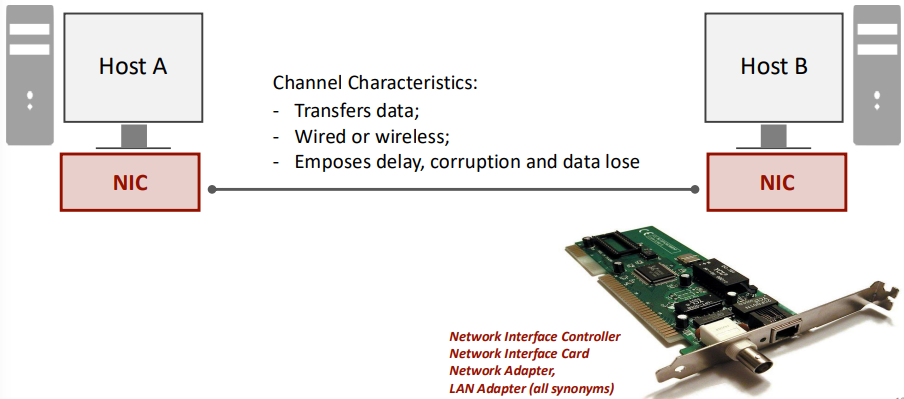 Host A
Host B
Channel Characteristics:
- Transfers data;
- Wired or wireless;
- Emposes delay, corruption and data lose
NIC
NIC
Network Interface Controller
Network Interface Card
Network Adapter,
LAN Adapter (all synonyms)